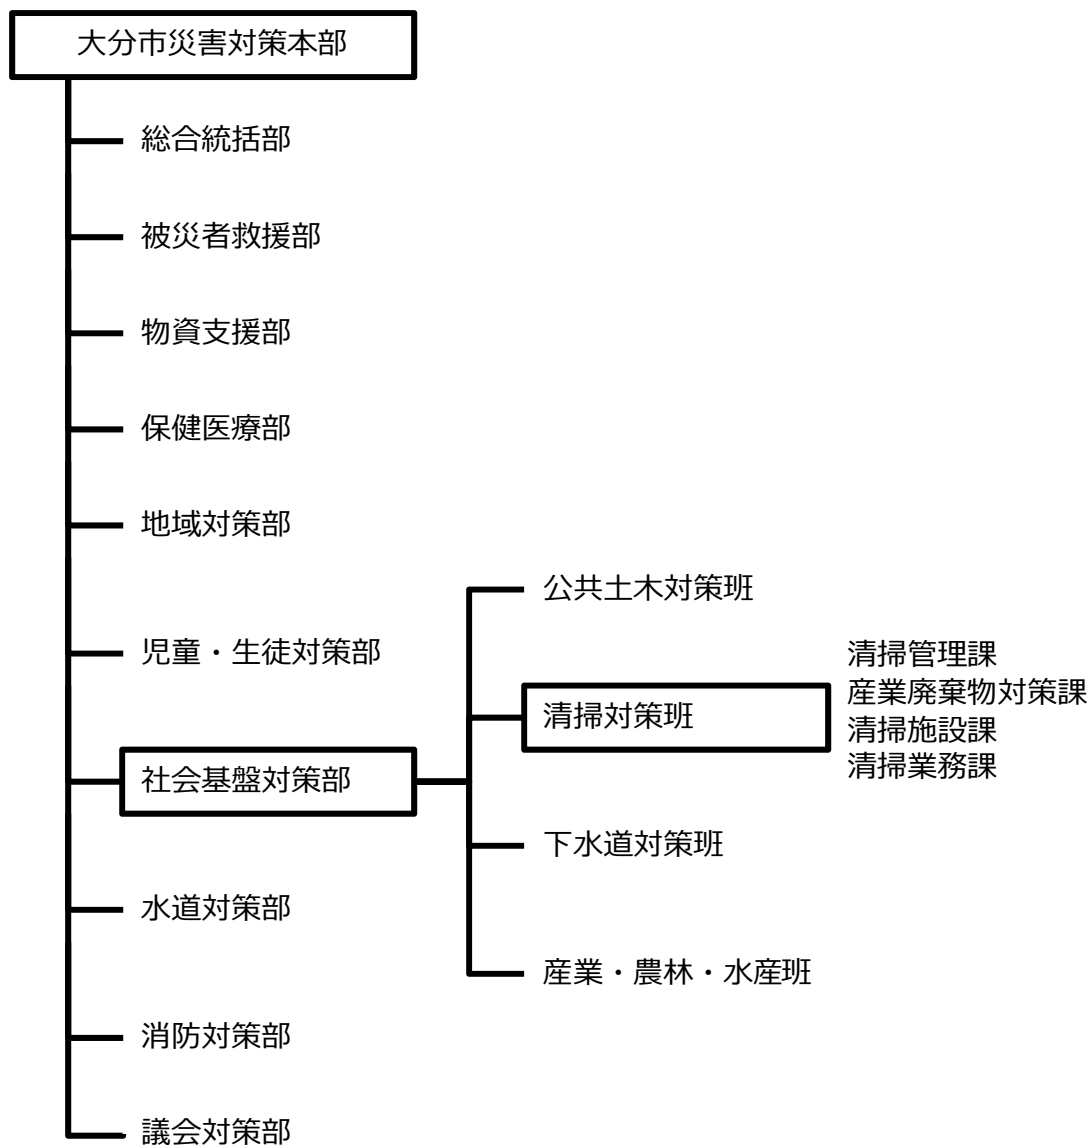 大分市災害対策本部
総合統括部
被災者救援部
物資支援部
保健医療部
地域対策部
児童・生徒対策部
社会基盤対策部
水道対策部
消防対策部
議会対策部
公共土木対策班
清掃対策班
下水道対策班
産業・農林・水産班
清掃管理課
産業廃棄物対策課
清掃施設課
清掃業務課